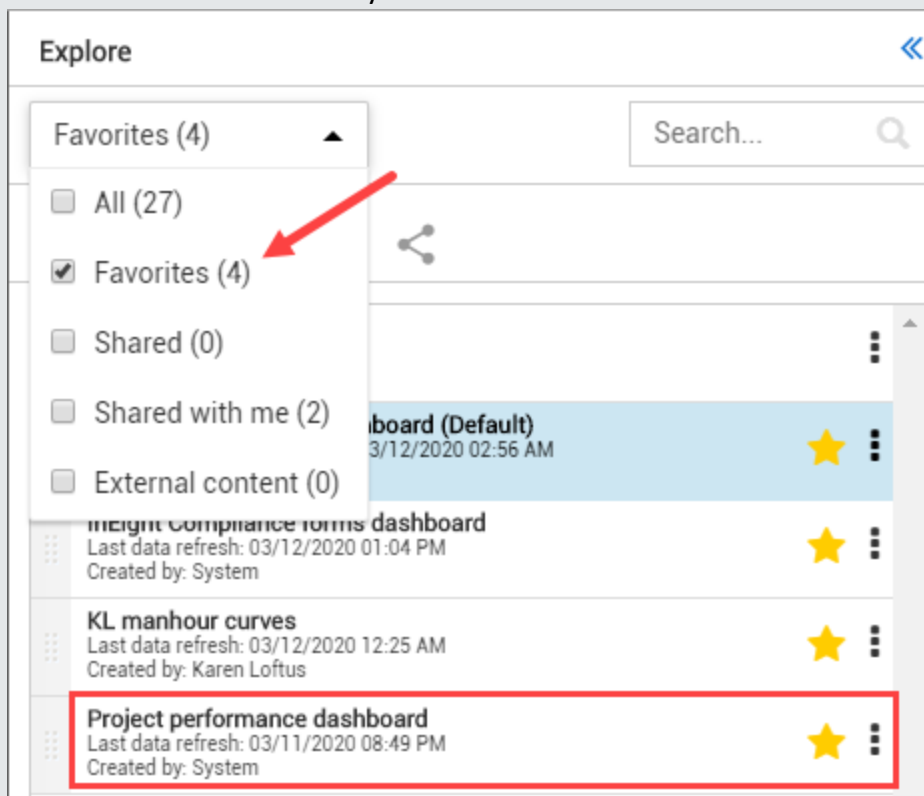 Explore
Favorites (4)
Search...
All (27)
Favorites (4)
Shared (0)
Shared with me (2)
External content (0)
board (Default)
3/12/2020 02:56 AM
InEight Compliance forms dashboard
Last data refresh: 03/12/2020 01:04 PM
Created by: System
KL manhour curves
Last data refresh: 03/12/2020 12:25 AM
Created by: Karen Loftus
Project performance dashboard
Last data refresh: 03/11/2020 08:49 PM
Created by: System